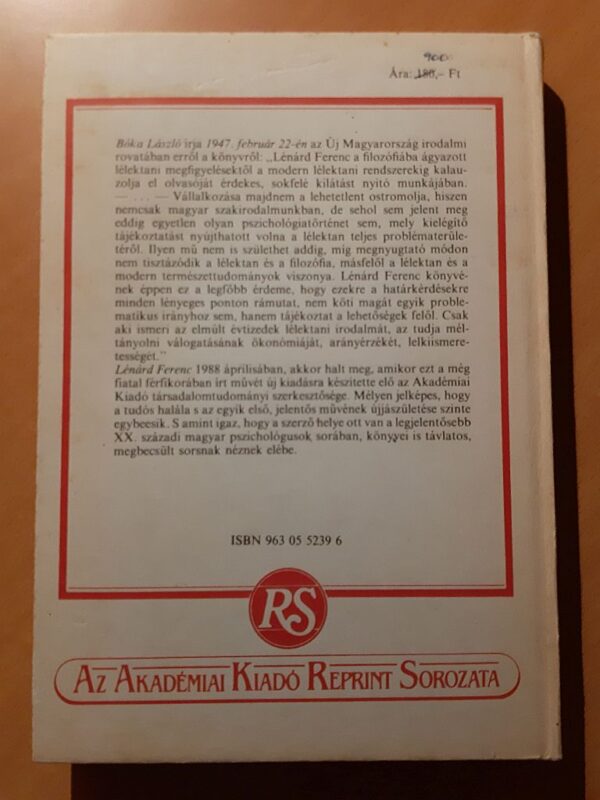 900
Ára: 180,– Ft
Bóka László írja 1947. február 22-én az Új Magyarország irodalmi
rovatában erről a könyvről: „Lénárd Ferenc a filozófiába ágyazott
lélektani megfigyelésektől a modern lélektani rendszerekig kalau-
zolja el olvasóját érdekes, sokfelé kilátást nyitó munkájában.
— ... — Vállalkozása majdnem a lehetetlent ostromolja, hiszen
nemcsak magyar szakirodalmunkban, de sehol sem jelent meg
eddig egyetlen olyan pszichológiatörténet sem, mely kielégítő
tájékoztatást nyújthatott volna a lélektan teljes problématerüle-
téről. Ilyen mű nem is születhet addig, míg megnyugtató módon
nem tisztázódik a lélektan és a filozófia, másfelől a lélektan és a
modern természettudományok viszonya. Lénárd Ferenc könyvé-
nek éppen ez a legfőbb érdeme, hogy ezekre a határkérdésekre
minden lényeges ponton rámutat, nem köti magát egyik proble-
matikus irányhoz sem, hanem tájékoztat a lehetőségek felől. Csak
aki ismeri az elmúlt évtizedek lélektani irodalmát, az tudja mél-
tányolni válogatásának ökonómiáját, arányérzékét, lelkiismere-
tességét."
Lénárd Ferenc 1988 áprilisában, akkor halt meg, amikor ezt a még
fiatal férfikorában írt művét új kiadásra készítette elő az Akadémiai
Kiadó társadalomtudományi szerkesztősége. Mélyen jelképes, hogy
a tudós halála s az egyik első, jelentős művének újjászületése szinte
egybeesik. S amint igaz, hogy a szerző helye ott van a legjelentősebb
XX. századi magyar pszichológusok sorában, könyvei is távlatos,
megbecsült sorsnak néznek elébe.
ISBN 963 05 5239 6
RS
AZ AKADÉMIAI KIADÓ REPRINT SOROZATA